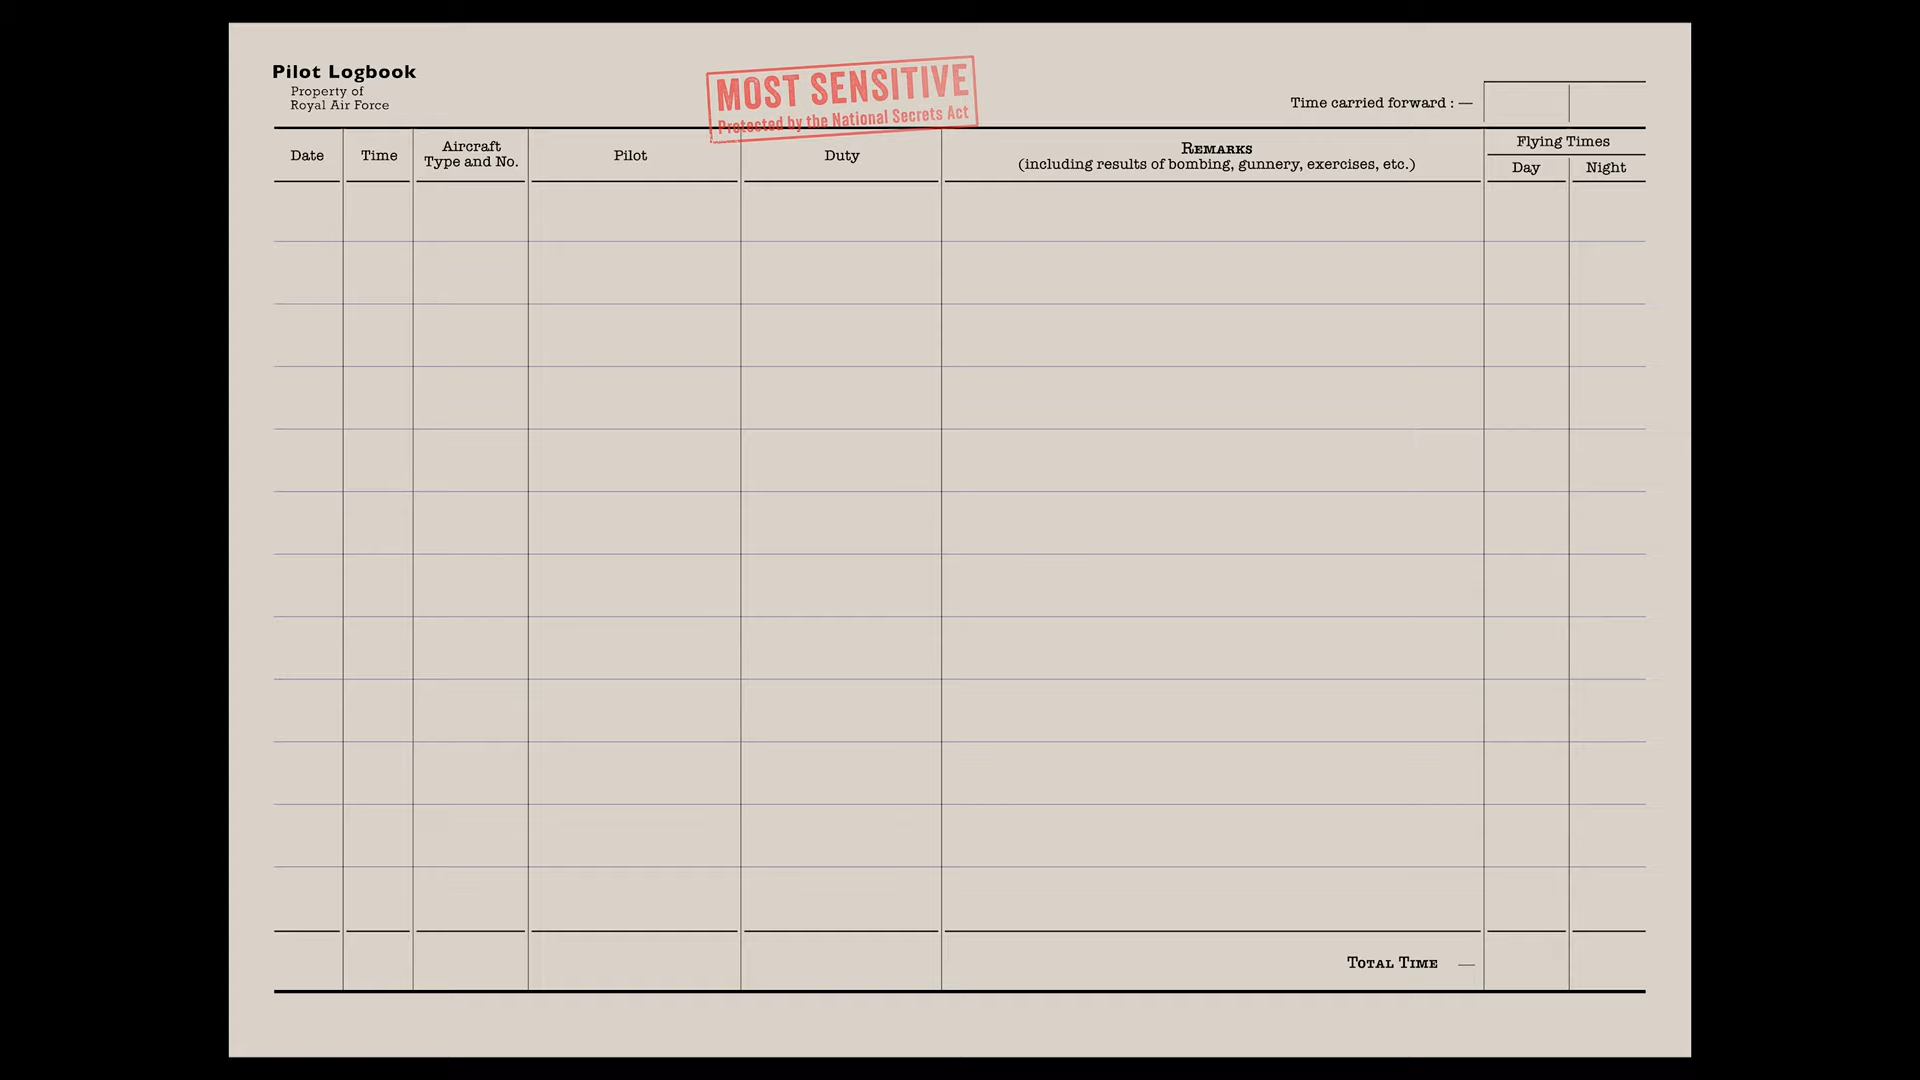 Pilot Logbook
Property of
Royal Air Force
MOST SENSITIVE
Protected by the National Secrets Act
Time carried forward : —
Date
Time
Aircraft
Type and No.
Pilot
Duty
REMARKS
(including results of bombing, gunnery, exercises, etc.)
Flying Times
Day
Night
TOTAL TIME —